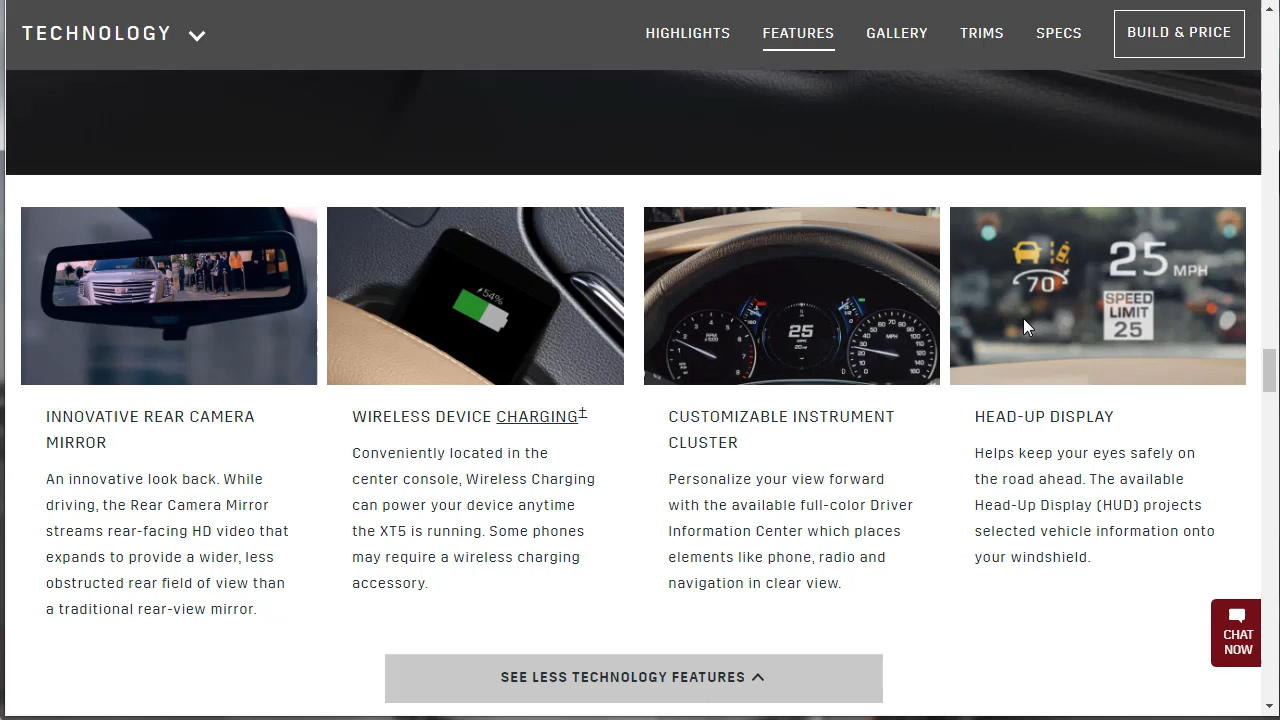 TECHNOLOGY
HIGHLIGHTS
FEATURES
GALLERY
TRIMS
SPECS
BUILD & PRICE
54%
25
MPH
RPM
x1000
MPH
70
25 MPH
SPEED
LIMIT
25
INNOVATIVE REAR CAMERA
MIRROR
An innovative look back. While
driving, the Rear Camera Mirror
streams rear-facing HD video that
expands to provide a wider, less
obstructed rear field of view than
a traditional rear-view mirror.
WIRELESS DEVICE CHARGING‡
Conveniently located in the
center console, Wireless Charging
can power your device anytime
the XT5 is running. Some phones
may require a wireless charging
accessory.
CUSTOMIZABLE INSTRUMENT
CLUSTER
Personalize your view forward
with the available full-color Driver
Information Center which places
elements like phone, radio and
navigation in clear view.
HEAD-UP DISPLAY
Helps keep your eyes safely on
the road ahead. The available
Head-Up Display (HUD) projects
selected vehicle information onto
your windshield.
CHAT
NOW
SEE LESS TECHNOLOGY FEATURES